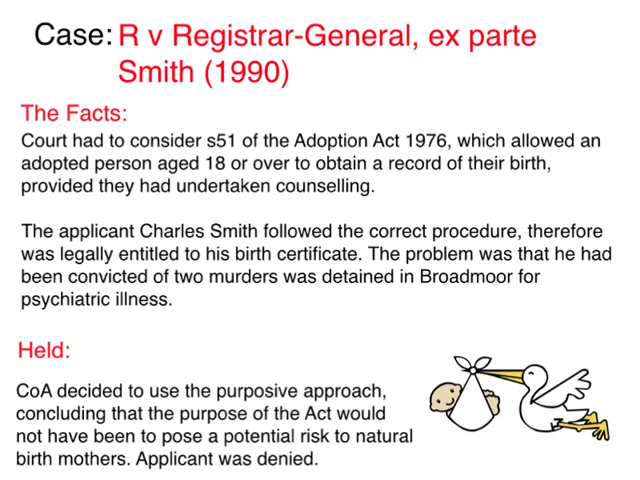 Case: R v Registrar-General, ex parte
Smith (1990)
The Facts:
Court had to consider s51 of the Adoption Act 1976, which allowed an
adopted person aged 18 or over to obtain a record of their birth,
provided they had undertaken counselling.
The applicant Charles Smith followed the correct procedure, therefore
was legally entitled to his birth certificate. The problem was that he had
been convicted of two murders was detained in Broadmoor for
psychiatric illness.
Held:
CoA decided to use the purposive approach,
concluding that the purpose of the Act would
not have been to pose a potential risk to natural
birth mothers. Applicant was denied.